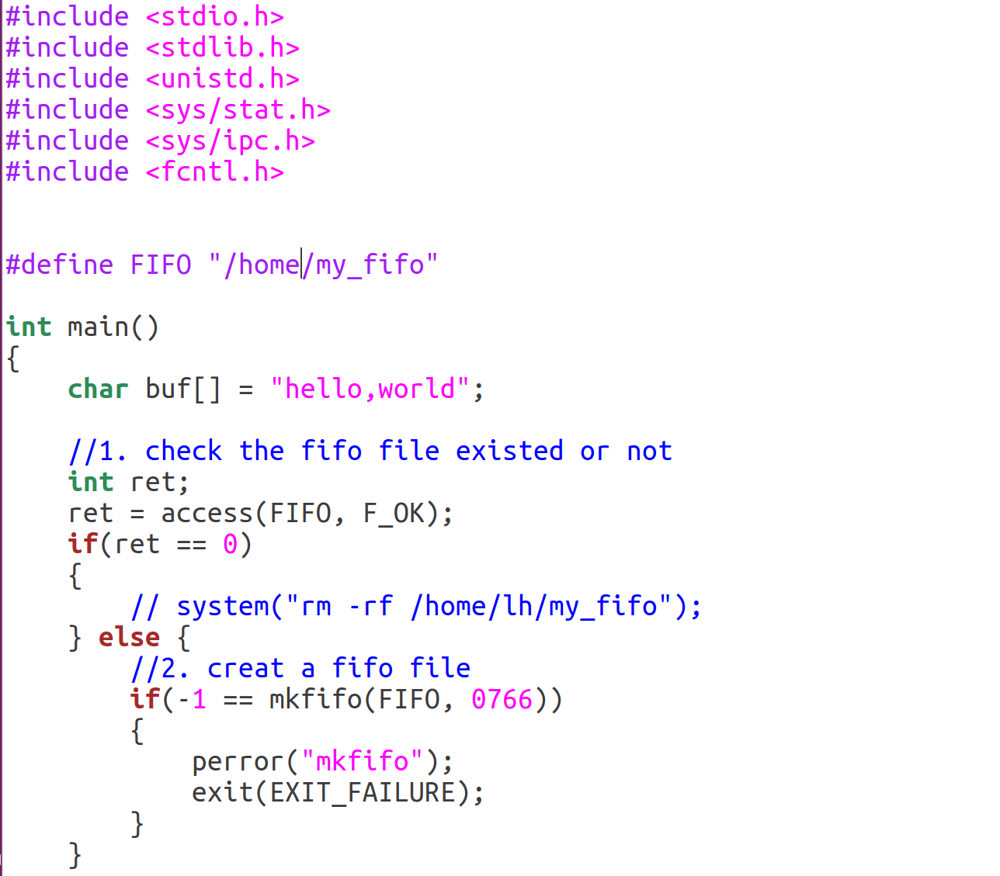 #include <stdio.h>
#include <stdlib.h>
#include <unistd.h>
#include <sys/stat.h>
#include <sys/ipc.h>
#include <fcntl.h>
#define FIFO "/home/my_fifo"
int main()
{
    char buf[] = "hello,world";
    //1. check the fifo file existed or not
    int ret;
    ret = access(FIFO, F_OK);
    if(ret == 0)
    {
        // system("rm -rf /home/lh/my_fifo");
    } else {
        //2. creat a fifo file
        if(-1 == mkfifo(FIFO, 0766))
        {
            perror("mkfifo");
            exit(EXIT_FAILURE);
        }
    }